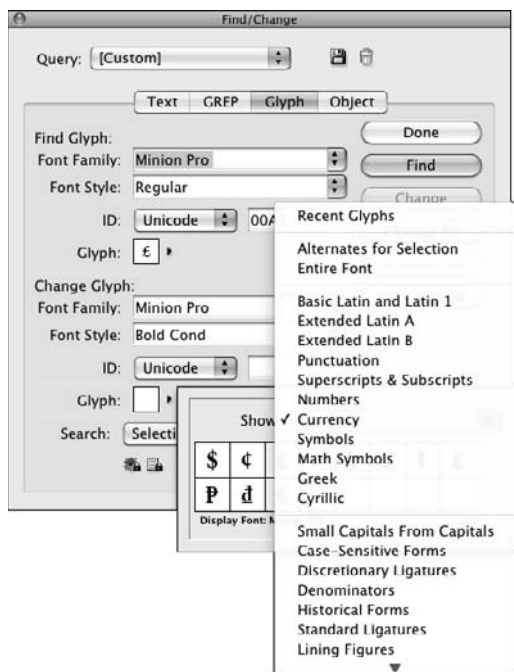 Find/Change
Query: [Custom]
Text GREP Glyph Object
Find Glyph:
Font Family: Minion Pro
Font Style: Regular
ID: Unicode 00A
Glyph: £
Change Glyph:
Font Family: Minion Pro
Font Style: Bold Cond
ID: Unicode
Glyph:
Search: Selecti
Done
Find
Change
Show
$ ¢
₱ đ
Display Font: M
Recent Glyphs
Alternates for Selection
Entire Font
Basic Latin and Latin 1
Extended Latin A
Extended Latin B
Punctuation
Superscripts & Subscripts
Numbers
✓ Currency
Symbols
Math Symbols
Greek
Cyrillic
Small Capitals From Capitals
Case-Sensitive Forms
Discretionary Ligatures
Denominators
Historical Forms
Standard Ligatures
Lining Figures